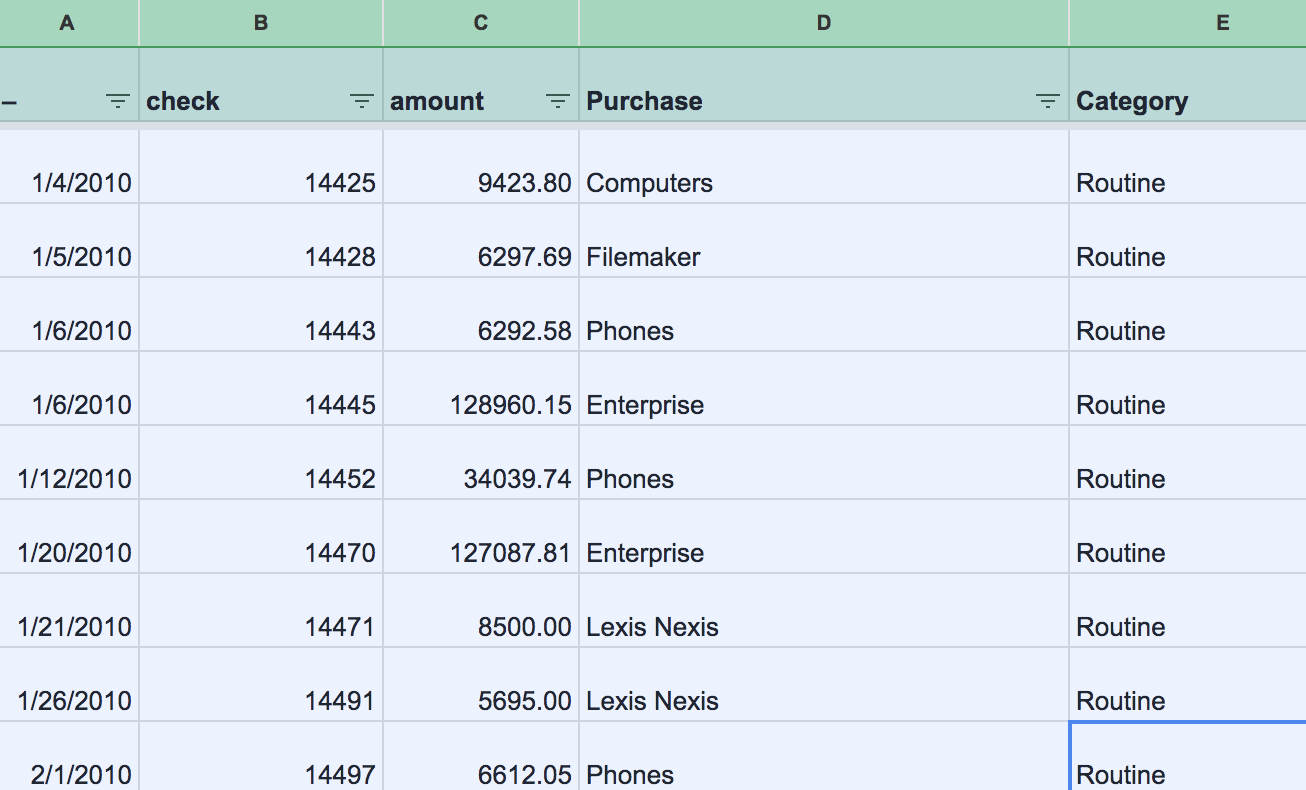 A B C D E
– check amount Purchase Category
1/4/2010 14425 9423.80 Computers Routine
1/5/2010 14428 6297.69 Filemaker Routine
1/6/2010 14443 6292.58 Phones Routine
1/6/2010 14445 128960.15 Enterprise Routine
1/12/2010 14452 34039.74 Phones Routine
1/20/2010 14470 127087.81 Enterprise Routine
1/21/2010 14471 8500.00 Lexis Nexis Routine
1/26/2010 14491 5695.00 Lexis Nexis Routine
2/1/2010 14497 6612.05 Phones Routine